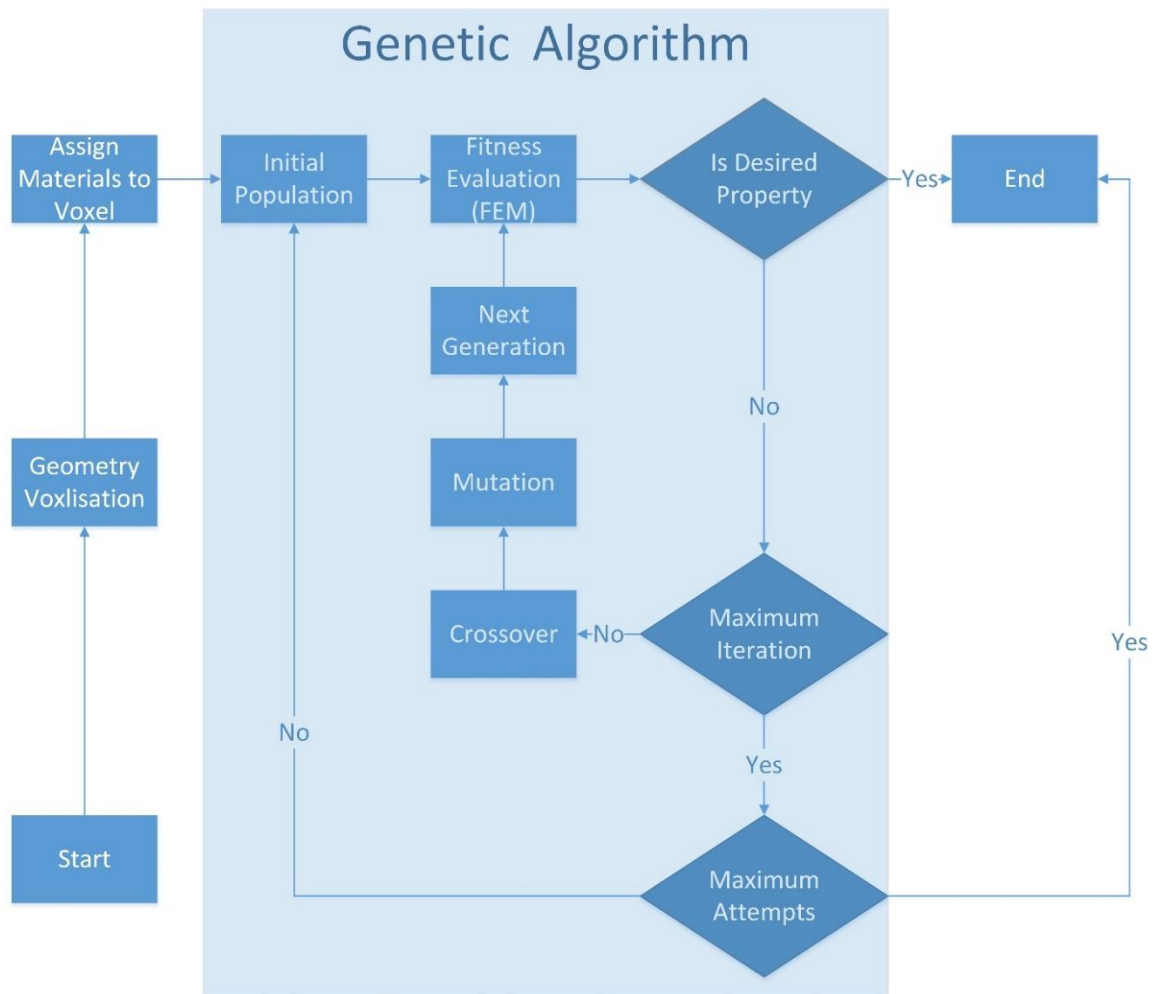 Genetic Algorithm
Assign
Materials to
Voxel
Initial
Population
Fitness
Evaluation
(FEM)
Is Desired
Property
Yes
End
Next
Generation
No
Geometry
Voxlisation
Mutation
Crossover
No
Maximum
Iteration
Yes
No
Yes
Start
Maximum
Attempts